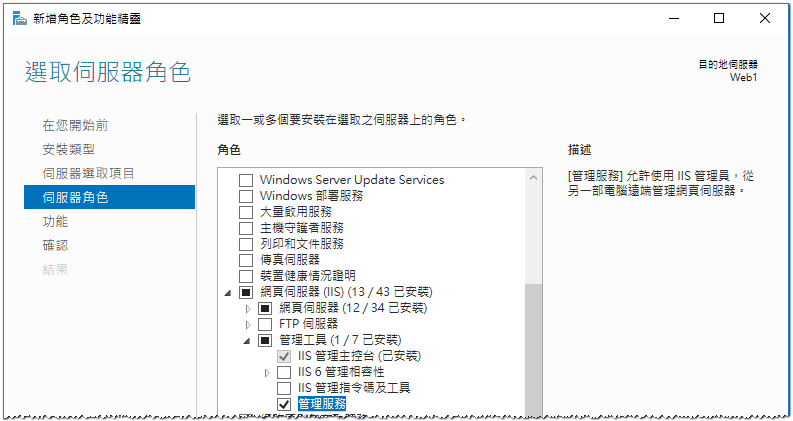 新增角色及功能精靈
選取伺服器角色
目的地伺服器
Web1
在您開始前
安裝類型
伺服器選取項目
伺服器角色
功能
確認
結果
選取一或多個要安裝在選取之伺服器上的角色。
角色
Windows Server Update Services
Windows 部署服務
大量啟用服務
主機守護者服務
列印和文件服務
傳真伺服器
裝置健康情況證明
網頁伺服器 (IIS) (13 / 43 已安裝)
網頁伺服器 (12 / 34 已安裝)
FTP 伺服器
管理工具 (1 / 7 已安裝)
IIS 管理主控台 (已安裝)
IIS 6 管理相容性
IIS 管理指令碼及工具
管理服務
描述
[管理服務] 允許使用 IIS 管理員，從
另一部電腦遠端管理網頁伺服器。